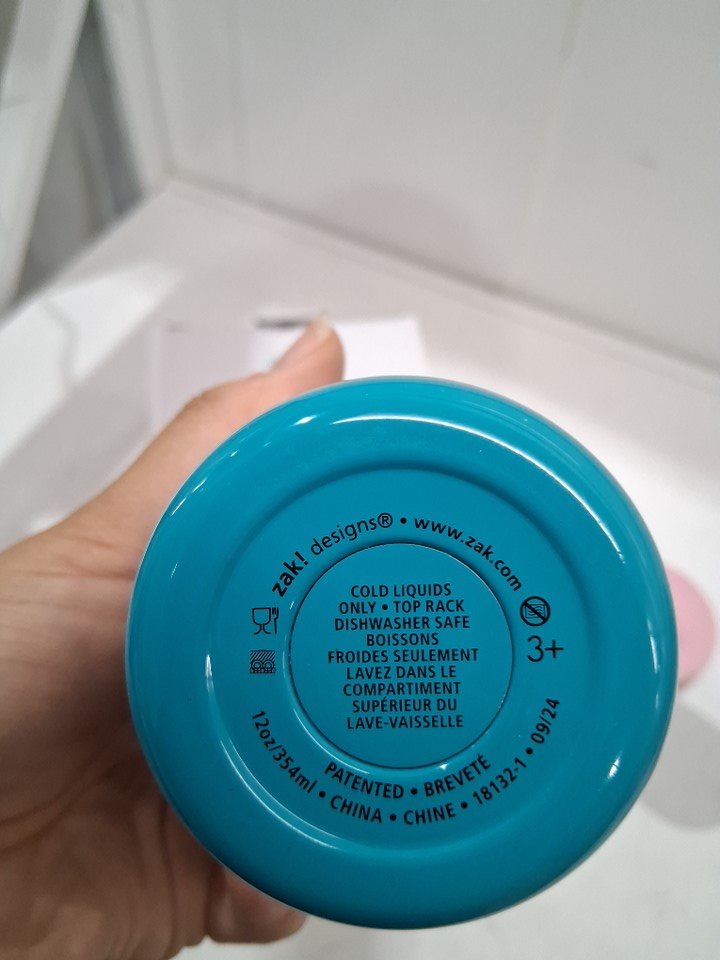 zak! designs® • www.zak.com
COLD LIQUIDS
ONLY • TOP RACK
DISHWASHER SAFE
BOISSONS
FROIDES SEULEMENT
LAVEZ DANS LE
COMPARTIMENT
SUPÉRIEUR DU
LAVE-VAISSELLE
3+
PATENTED • BREVETÉ
12oz/354ml • CHINA • CHINE • 18132-1 • 09/24